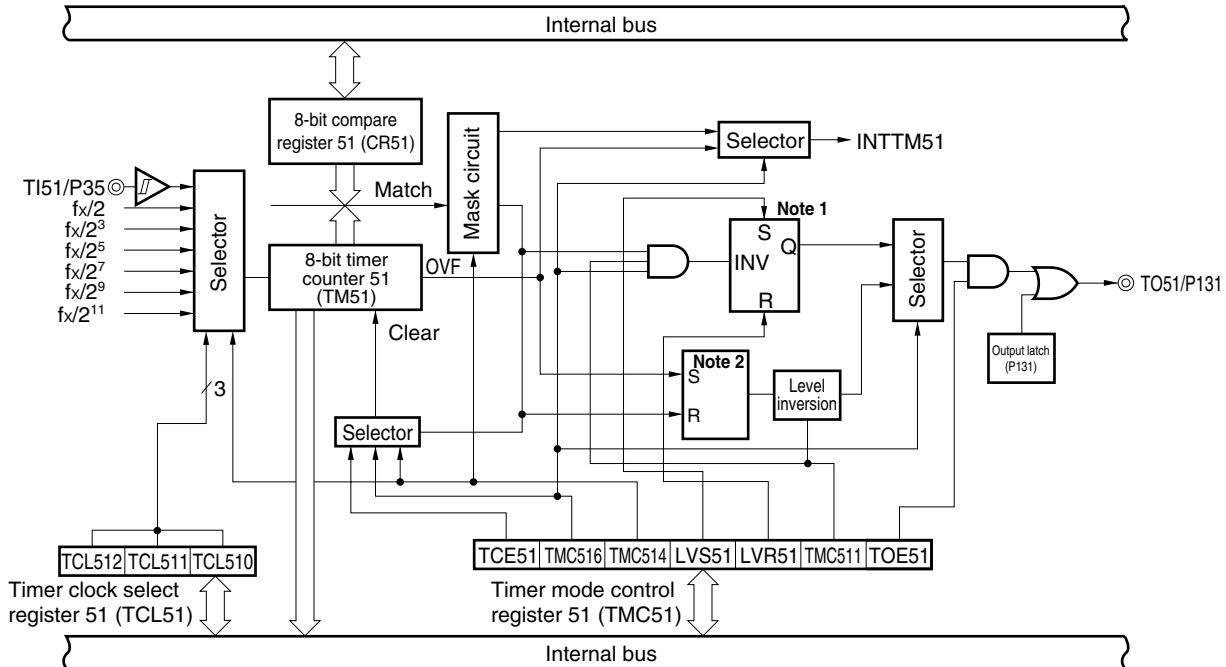 Internal bus
8-bit compare
register 51 (CR51)
Mask circuit
Selector
INTTM51
TI51/P35
fx/2
fx/2³
fx/2⁵
fx/2⁷
fx/2⁹
fx/2¹¹
Selector
Match
Note 1
S
Q
INV
R
8-bit timer
counter 51
(TM51)
OVF
Clear
Selector
TO51/P131
Output latch
(P131)
Note 2
S
R
Level
inversion
3
Selector
TCL512 TCL511 TCL510
Timer clock select
register 51 (TCL51)
TCE51 TMC516 TMC514 LVS51 LVR51 TMC511 TOE51
Timer mode control
register 51 (TMC51)
Internal bus